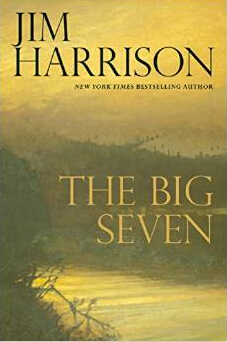 JIM
HARRISON
NEW YORK TIMES BESTSELLING AUTHOR
THE BIG
SEVEN